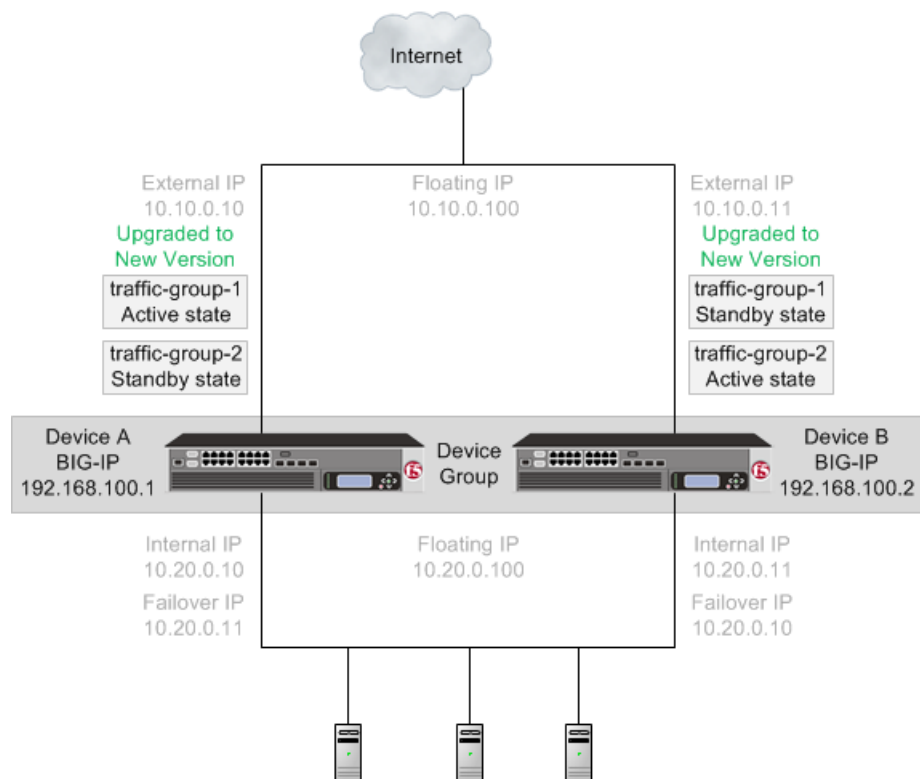 Internet
External IP
10.10.0.10
Floating IP
10.10.0.100
External IP
10.10.0.11
Upgraded to
New Version
Upgraded to
New Version
traffic-group-1
Active state
traffic-group-1
Standby state
traffic-group-2
Standby state
traffic-group-2
Active state
Device A
BIG-IP
192.168.100.1
f5
Device
Group
f5
Device B
BIG-IP
192.168.100.2
Internal IP
10.20.0.10
Floating IP
10.20.0.100
Internal IP
10.20.0.11
Failover IP
10.20.0.11
Failover IP
10.20.0.10